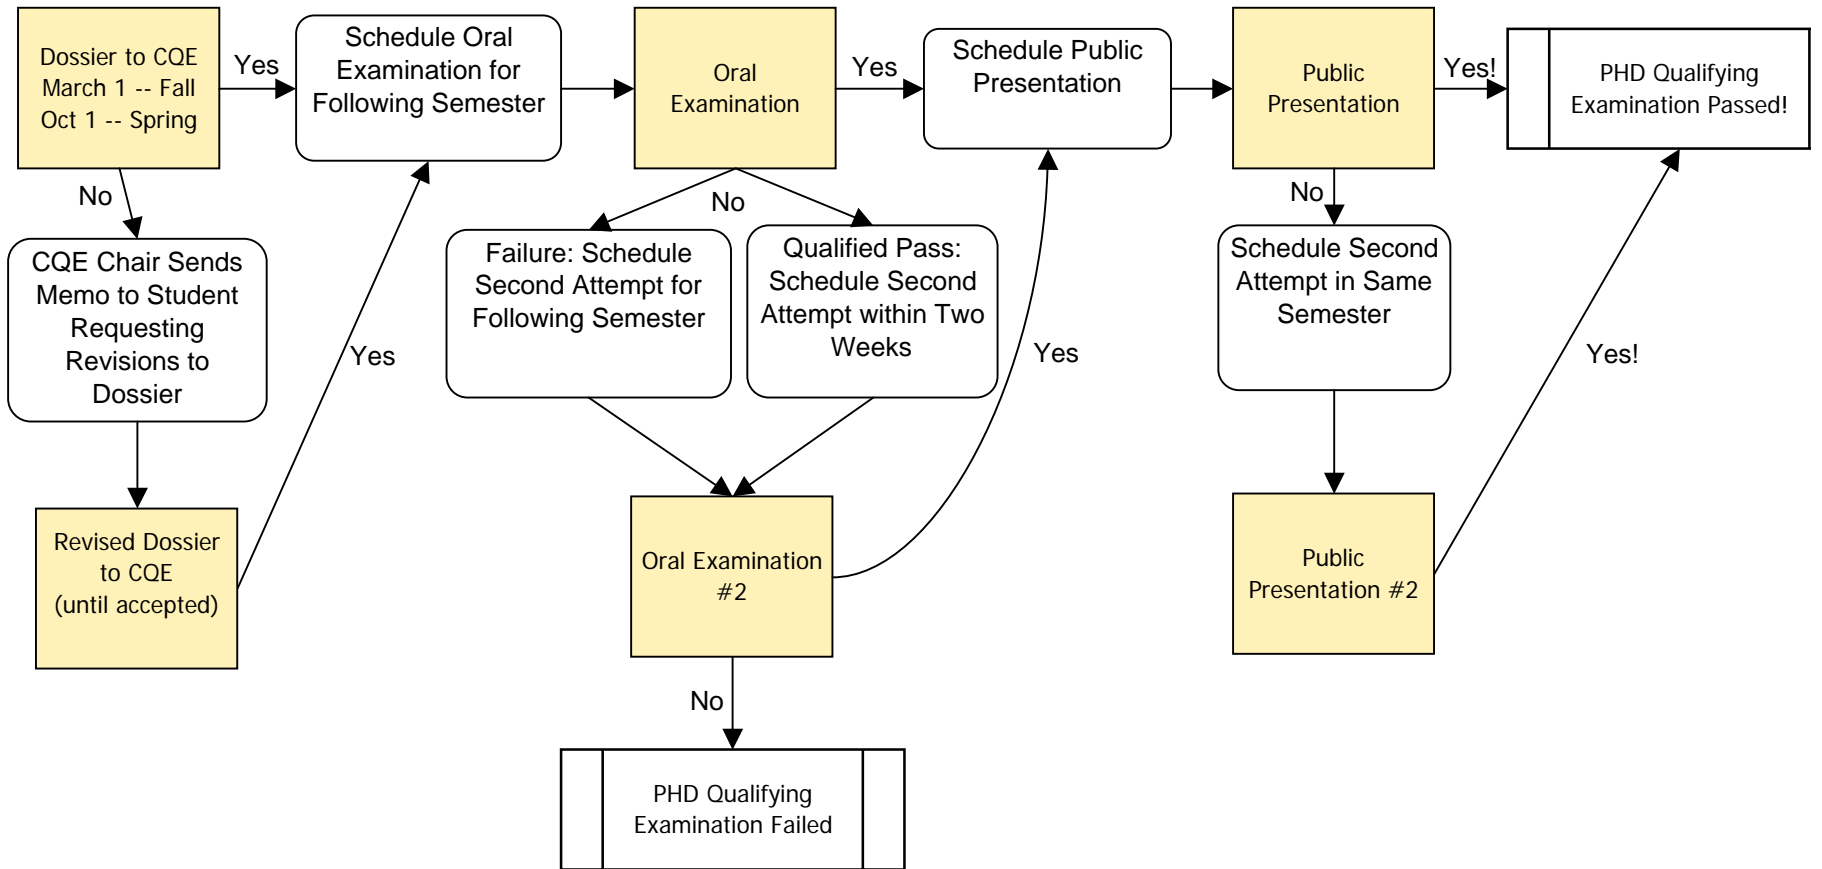 Dossier to CQE
March 1 -- Fall
Oct 1 -- Spring
Yes
Schedule Oral
Examination for
Following Semester
Oral
Examination
Yes
Schedule Public
Presentation
Public
Presentation
Yes!
PHD Qualifying
Examination Passed!
No
CQE Chair Sends
Memo to Student
Requesting
Revisions to
Dossier
Yes
Revised Dossier
to CQE
(until accepted)
No
Failure: Schedule
Second Attempt for
Following Semester
Qualified Pass:
Schedule Second
Attempt within Two
Weeks
Yes
Oral Examination
#2
No
PHD Qualifying
Examination Failed
No
Schedule Second
Attempt in Same
Semester
Yes!
Public
Presentation #2